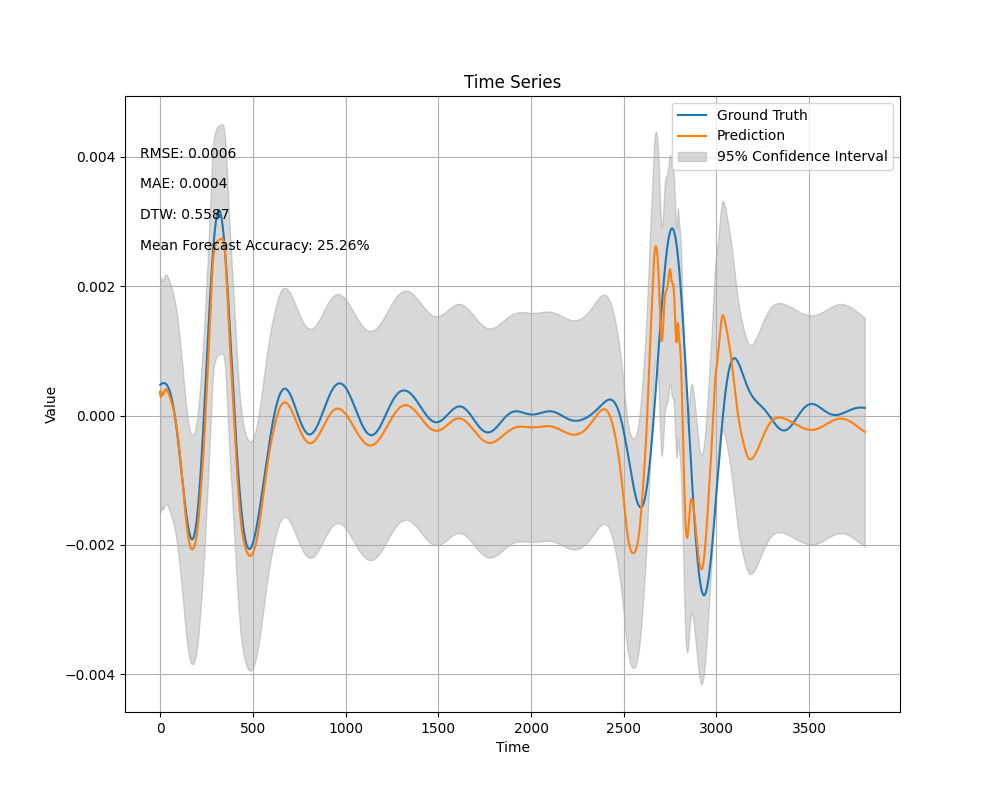 Time Series
Ground Truth
Prediction
95% Confidence Interval
RMSE: 0.0006
MAE: 0.0004
DTW: 0.5587
Mean Forecast Accuracy: 25.26%
0.004
0.002
0.000
−0.002
−0.004
Value
0 500 1000 1500 2000 2500 3000 3500
Time